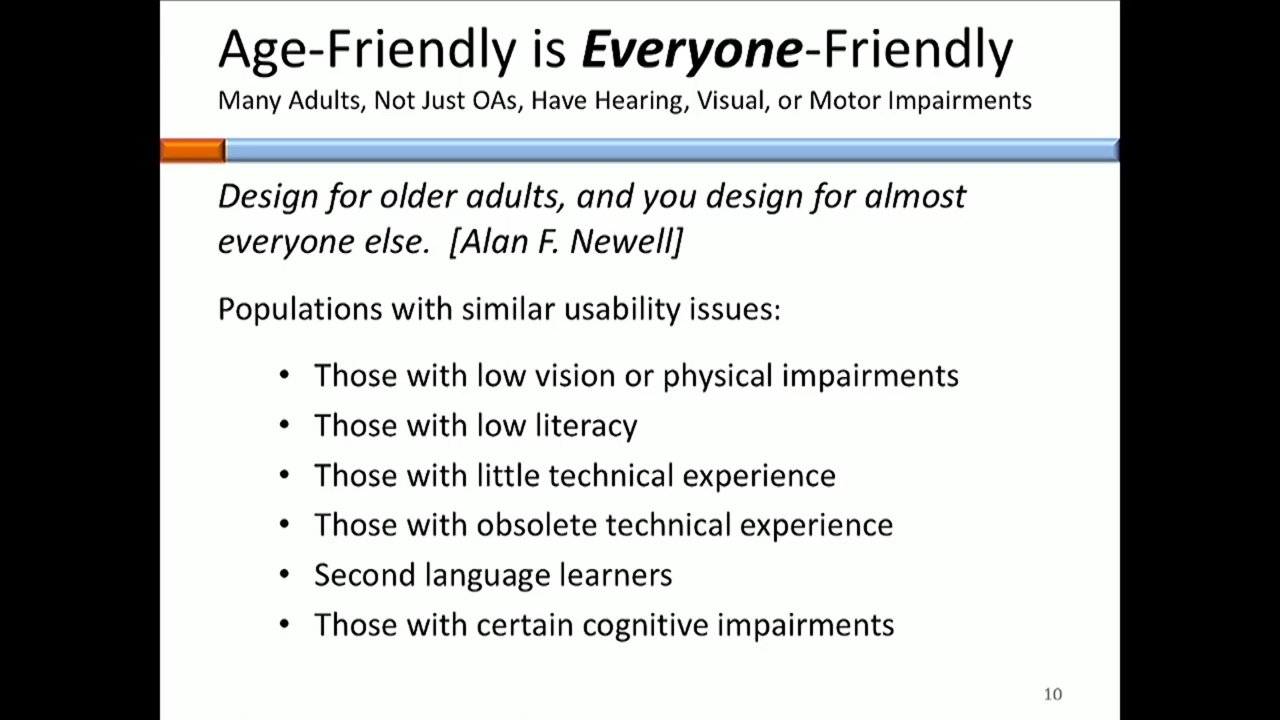 Age-Friendly is Everyone-Friendly
Many Adults, Not Just OAs, Have Hearing, Visual, or Motor Impairments
Design for older adults, and you design for almost
everyone else.  [Alan F. Newell]
Populations with similar usability issues:
• Those with low vision or physical impairments
• Those with low literacy
• Those with little technical experience
• Those with obsolete technical experience
• Second language learners
• Those with certain cognitive impairments
10